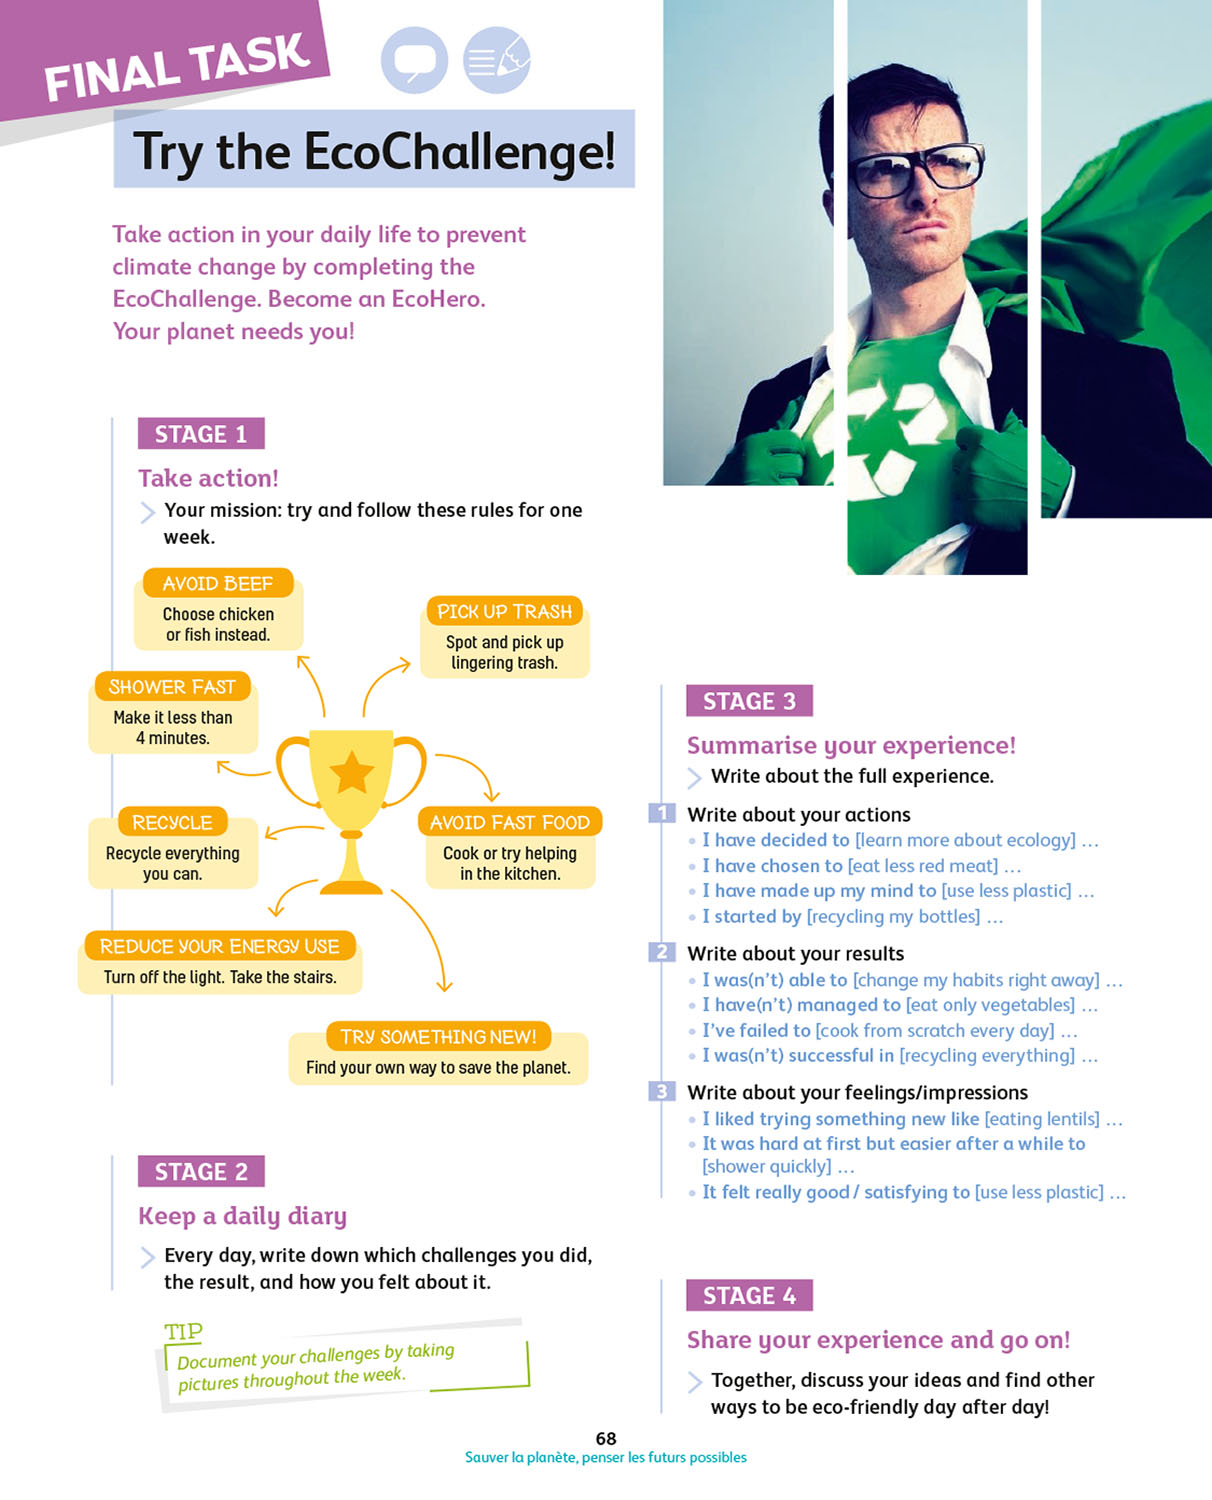 FINAL TASK
Try the EcoChallenge!
Take action in your daily life to prevent
climate change by completing the
EcoChallenge. Become an EcoHero.
Your planet needs you!
STAGE 1
Take action!
Your mission: try and follow these rules for one
week.
AVOID BEEF
Choose chicken
or fish instead.
PICK UP TRASH
Spot and pick up
lingering trash.
SHOWER FAST
Make it less than
4 minutes.
RECYCLE
Recycle everything
you can.
AVOID FAST FOOD
Cook or try helping
in the kitchen.
REDUCE YOUR ENERGY USE
Turn off the light. Take the stairs.
TRY SOMETHING NEW!
Find your own way to save the planet.
STAGE 2
Keep a daily diary
Every day, write down which challenges you did,
the result, and how you felt about it.
TIP
Document your challenges by taking
pictures throughout the week.
STAGE 3
Summarise your experience!
Write about the full experience.
1 Write about your actions
• I have decided to [learn more about ecology] ...
• I have chosen to [eat less red meat] ...
• I have made up my mind to [use less plastic] ...
• I started by [recycling my bottles] ...
2 Write about your results
• I was(n't) able to [change my habits right away] ...
• I have(n't) managed to [eat only vegetables] ...
• I've failed to [cook from scratch every day] ...
• I was(n't) successful in [recycling everything] ...
3 Write about your feelings/impressions
• I liked trying something new like [eating lentils] ...
• It was hard at first but easier after a while to
[shower quickly] ...
• It felt really good / satisfying to [use less plastic] ...
STAGE 4
Share your experience and go on!
Together, discuss your ideas and find other
ways to be eco-friendly day after day!
68
Sauver la planète, penser les futurs possibles